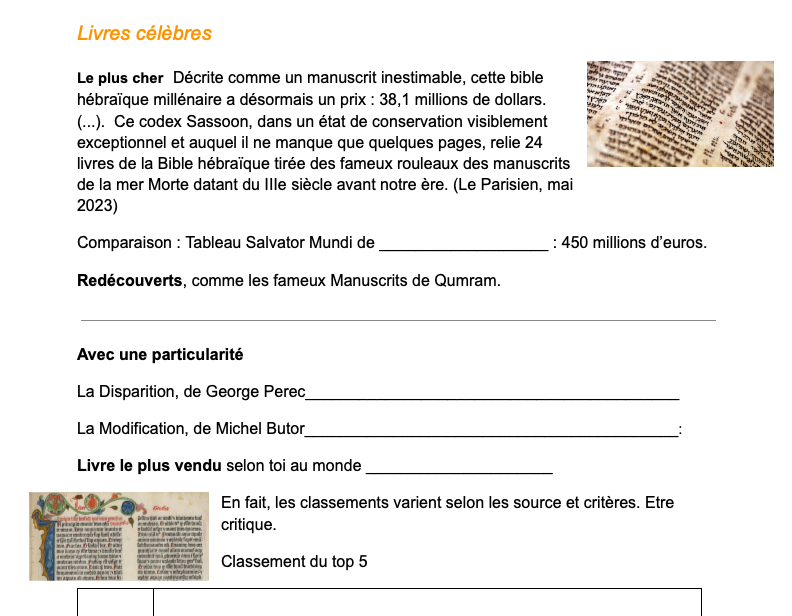 Livres célèbres
Le plus cher Décrite comme un manuscrit inestimable, cette bible
hébraïque millénaire a désormais un prix : 38,1 millions de dollars.
(...). Ce codex Sassoon, dans un état de conservation visiblement
exceptionnel et auquel il ne manque que quelques pages, relie 24
livres de la Bible hébraïque tirée des fameux rouleaux des manuscrits
de la mer Morte datant du IIIe siècle avant notre ère. (Le Parisien, mai
2023)
Comparaison : Tableau Salvator Mundi de ___________________ : 450 millions d’euros.
Redécouverts, comme les fameux Manuscrits de Qumram.
Avec une particularité
La Disparition, de George Perec__________________________________________
La Modification, de Michel Butor__________________________________________:
Livre le plus vendu selon toi au monde _____________________
En fait, les classements varient selon les source et critères. Etre
critique.
Classement du top 5